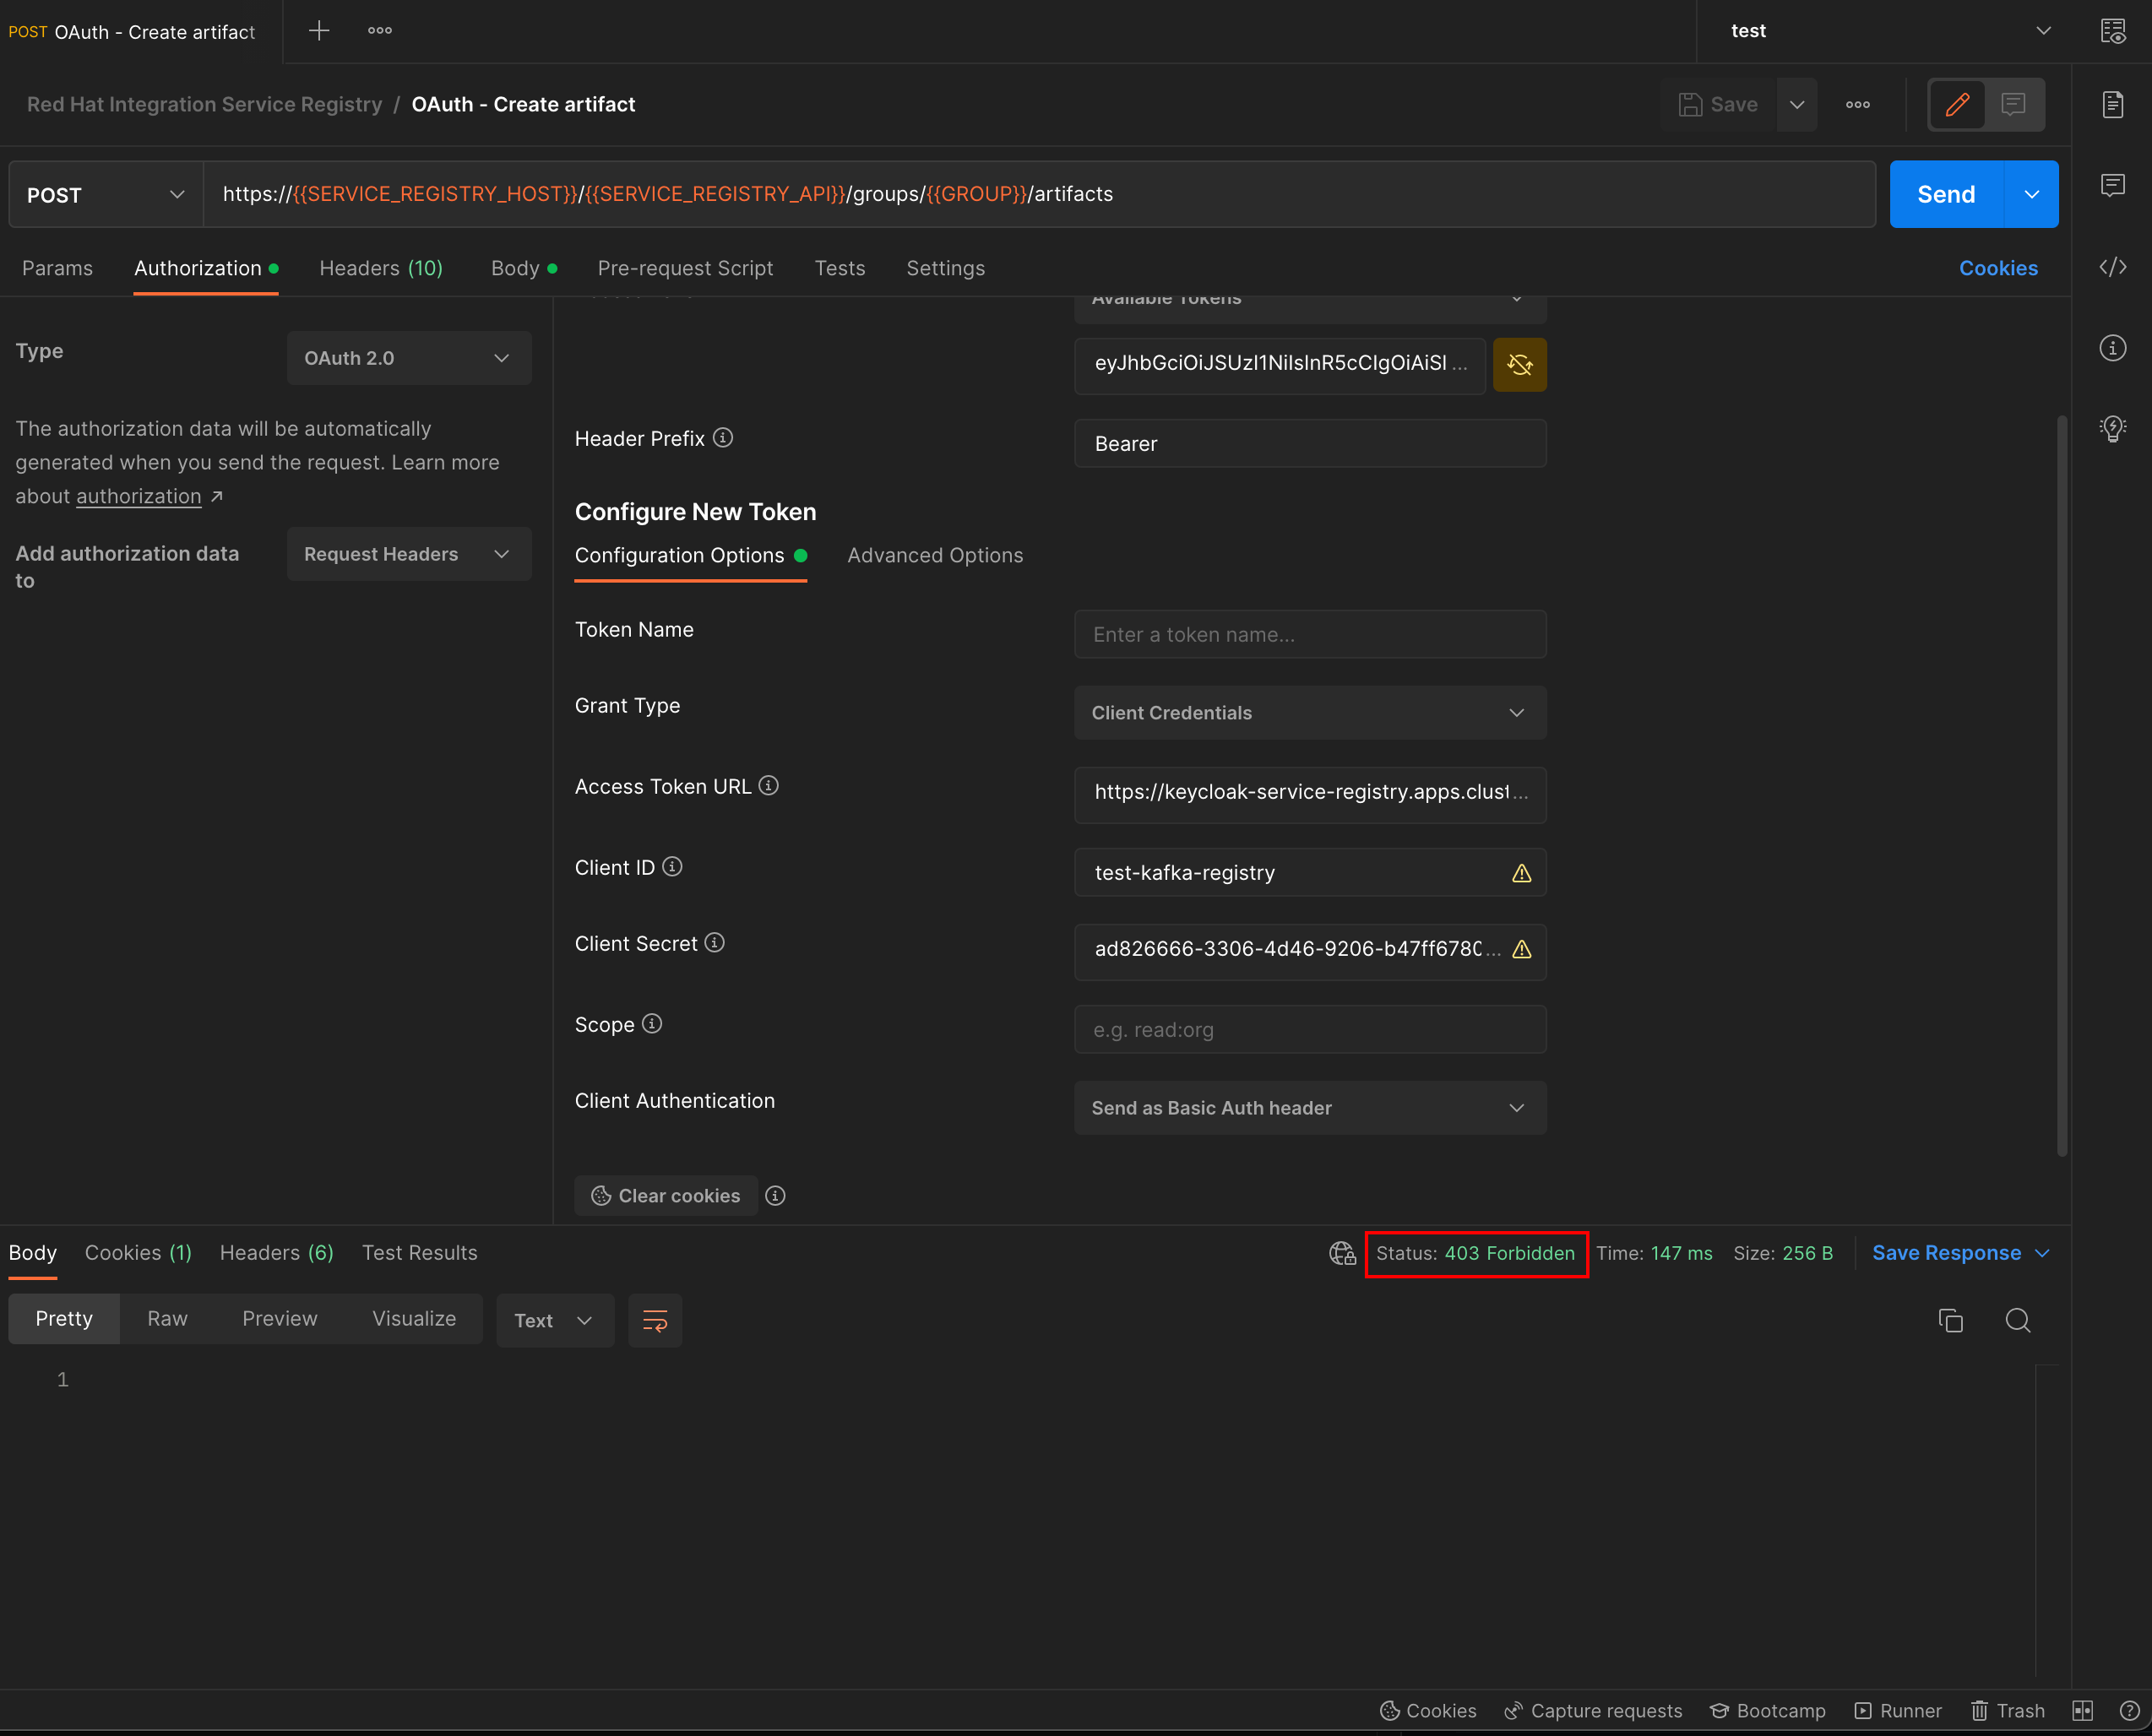 POST OAuth - Create artifact
test
Red Hat Integration Service Registry / OAuth - Create artifact
Save
POST
https://{{SERVICE_REGISTRY_HOST}}/{{SERVICE_REGISTRY_API}}/groups/{{GROUP}}/artifacts
Send
Params Authorization Headers (10) Body Pre-request Script Tests Settings Cookies
Available Tokens
Type
OAuth 2.0
The authorization data will be automatically
generated when you send the request. Learn more
about authorization ↗
Add authorization data
to
Request Headers
eyJhbGciOiJSUzI1NiIsInR5cCIgOiAiSl ...
Header Prefix
Bearer
Configure New Token
Configuration Options Advanced Options
Token Name
Enter a token name...
Grant Type
Client Credentials
Access Token URL
https://keycloak-service-registry.apps.clust...
Client ID
test-kafka-registry
Client Secret
ad826666-3306-4d46-9206-b47ff6780...
Scope
e.g. read:org
Client Authentication
Send as Basic Auth header
Clear cookies
Body Cookies (1) Headers (6) Test Results
Status: 403 Forbidden Time: 147 ms Size: 256 B Save Response
Pretty Raw Preview Visualize Text
1
Cookies Capture requests Bootcamp Runner Trash